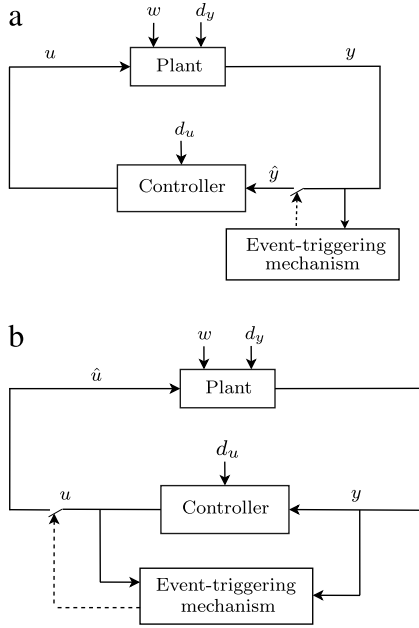 a
w
d_y
u
Plant
y
d_u
Controller
ŷ
Event-triggering
mechanism
b
w
d_y
û
Plant
d_u
u
Controller
y
Event-triggering
mechanism